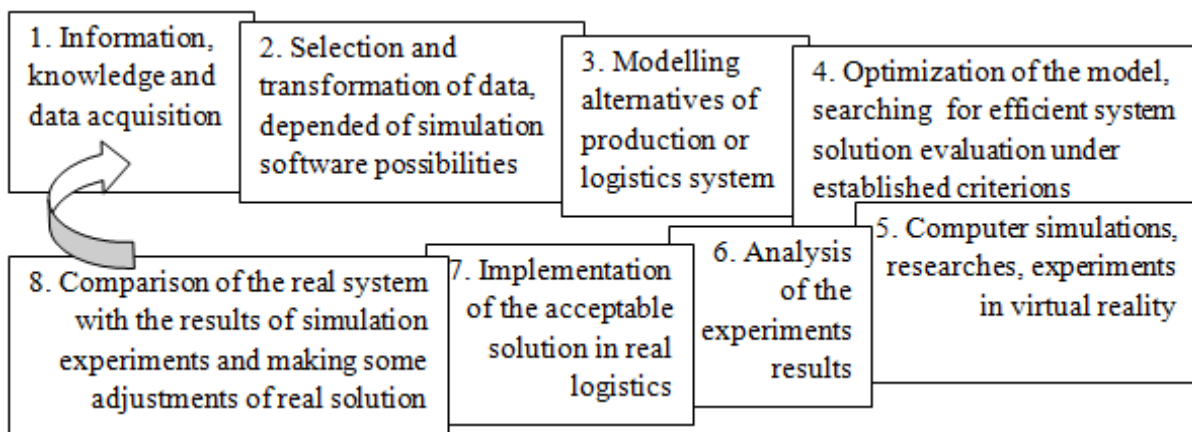 1. Information,
knowledge and
data acquisition
2. Selection and
transformation of data,
depended of simulation
software possibilities
3. Modelling
alternatives of
production or
logistics system
4. Optimization of the model,
searching for efficient system
solution evaluation under
established criterions
5. Computer simulations,
researches, experiments
in virtual reality
6. Analysis
of the
experiments
results
7. Implementation
of the acceptable
solution in real
logistics
8. Comparison of the real system
with the results of simulation
experiments and making some
adjustments of real solution